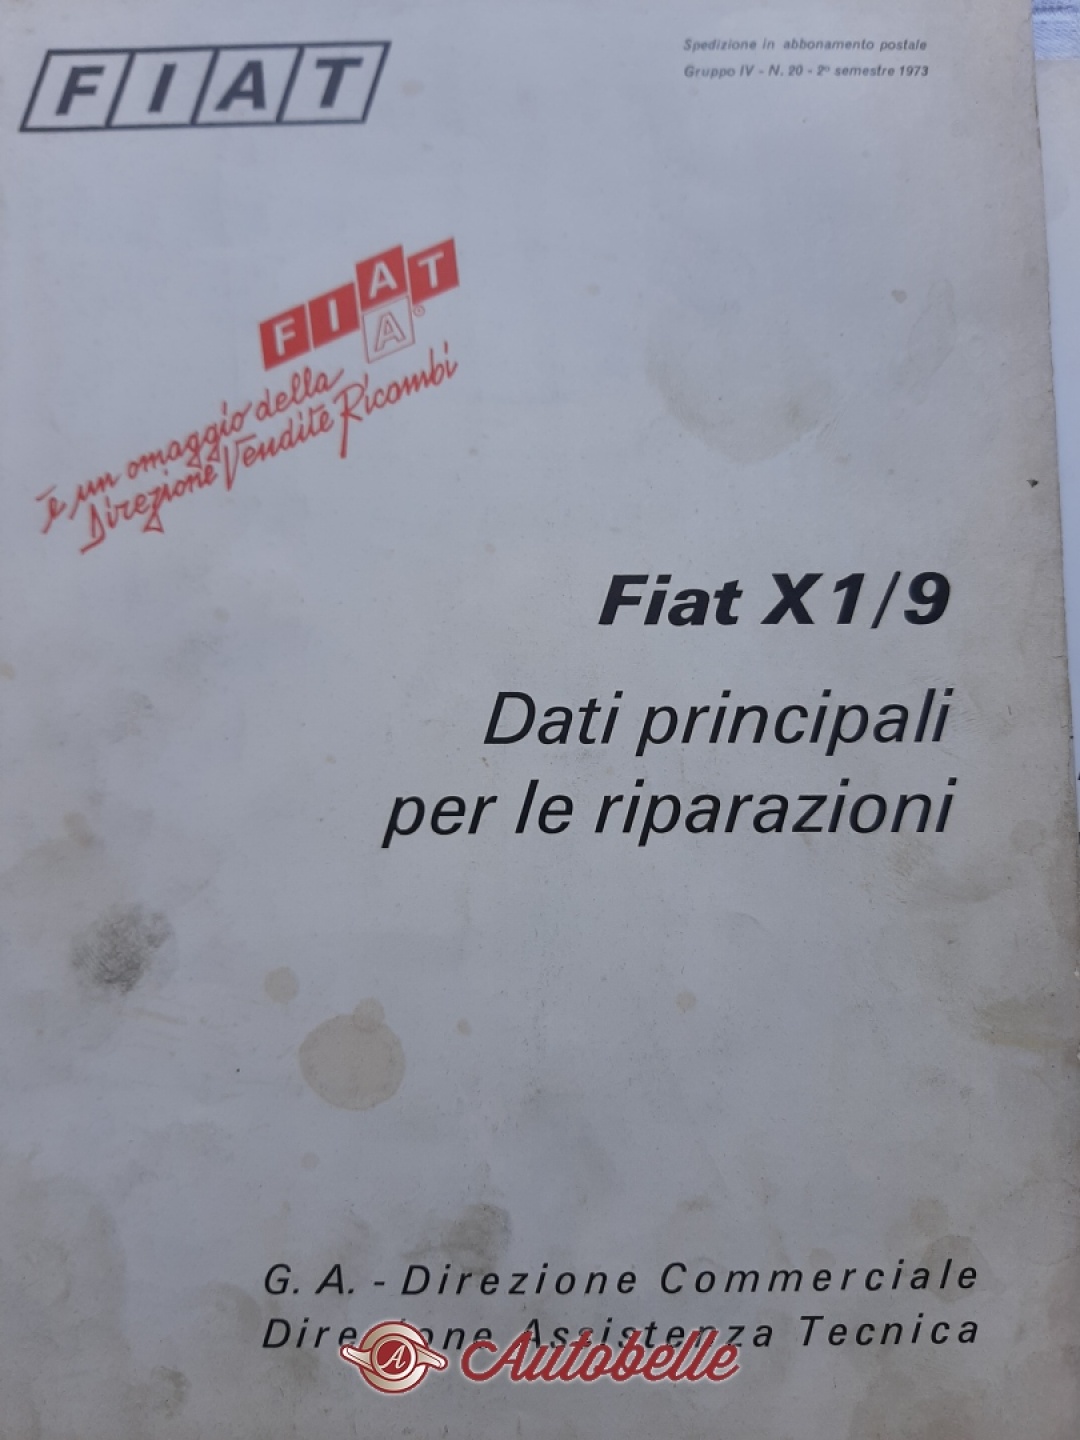 FIAT
Spedizione in abbonamento postale
Gruppo IV - N. 20 - 2° semestre 1973
FIAT
A
è un omaggio della
Direzione Vendite Ricambi
Fiat X1/9
Dati principali
per le riparazioni
G. A. - Direzione Commerciale
Direzione Assistenza Tecnica
A Autobelle